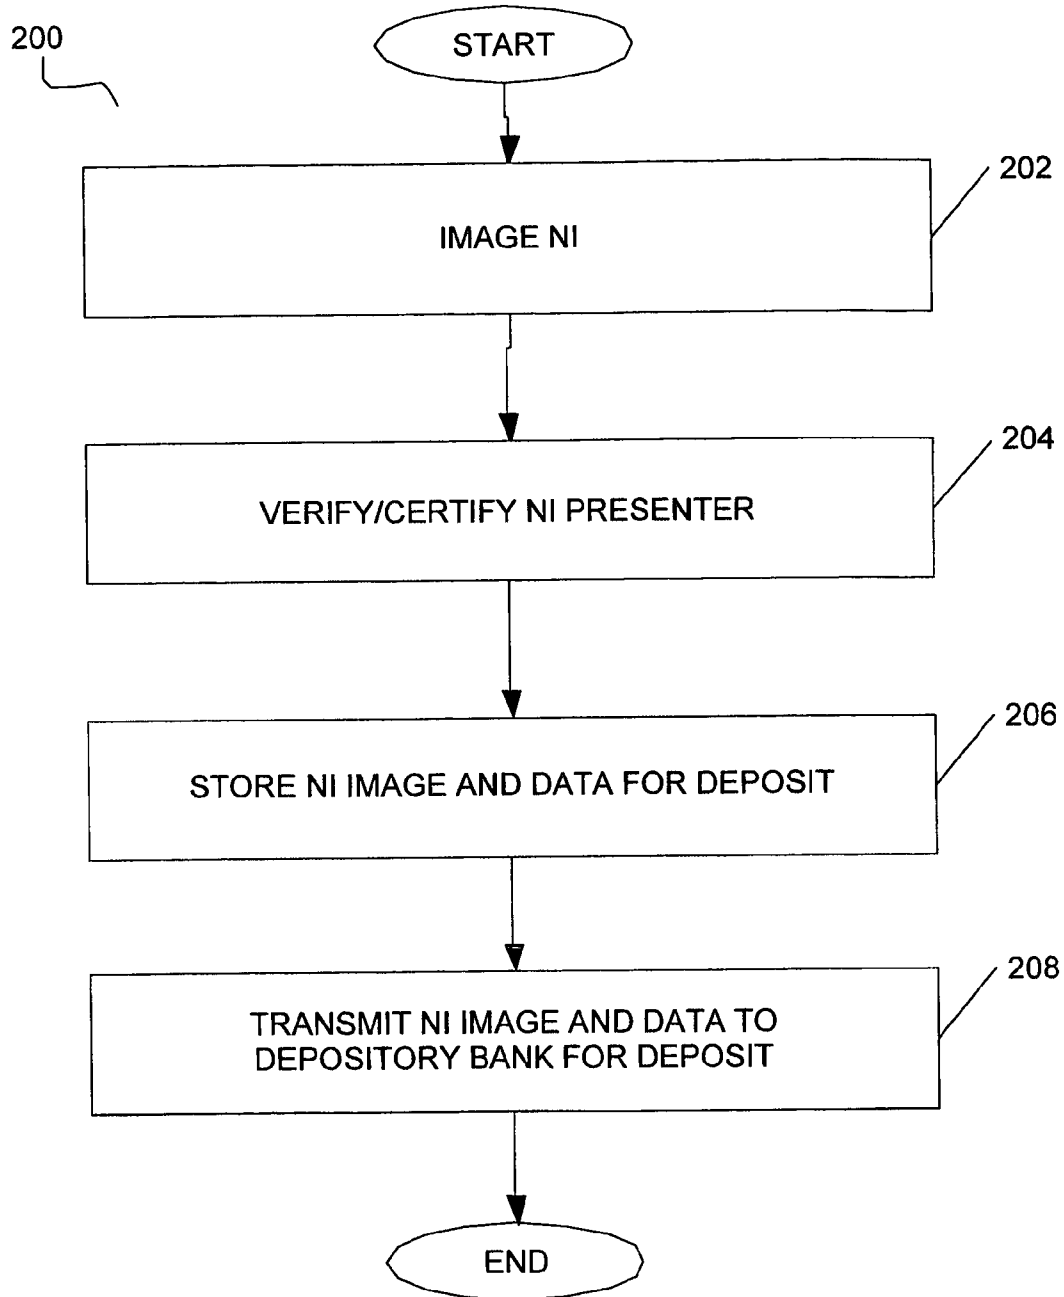 200
START
202
IMAGE NI
204
VERIFY/CERTIFY NI PRESENTER
206
STORE NI IMAGE AND DATA FOR DEPOSIT
208
TRANSMIT NI IMAGE AND DATA TO
DEPOSITORY BANK FOR DEPOSIT
END